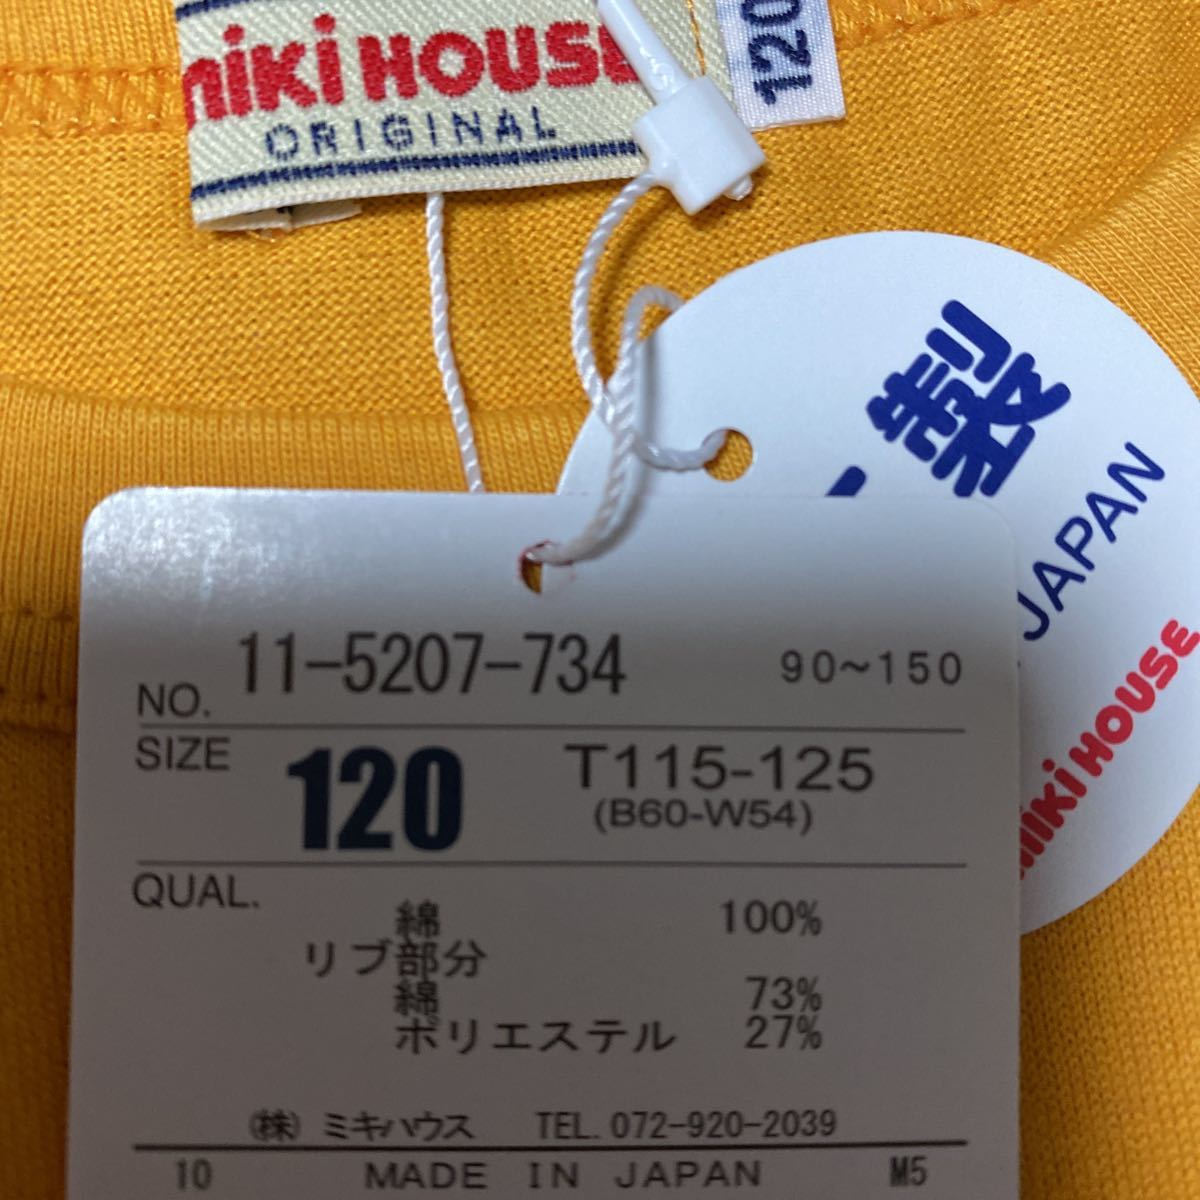 miki HOUSE
ORIGINAL
120
製
JAPAN
miki HOUSE
NO. 11-5207-734 90~150
SIZE 120 T115-125
(B60-W54)
QUAL.
綿 100%
リブ部分
綿 73%
ポリエステル 27%
㈱ ミキハウス TEL. 072-920-2039
10 MADE IN JAPAN M5